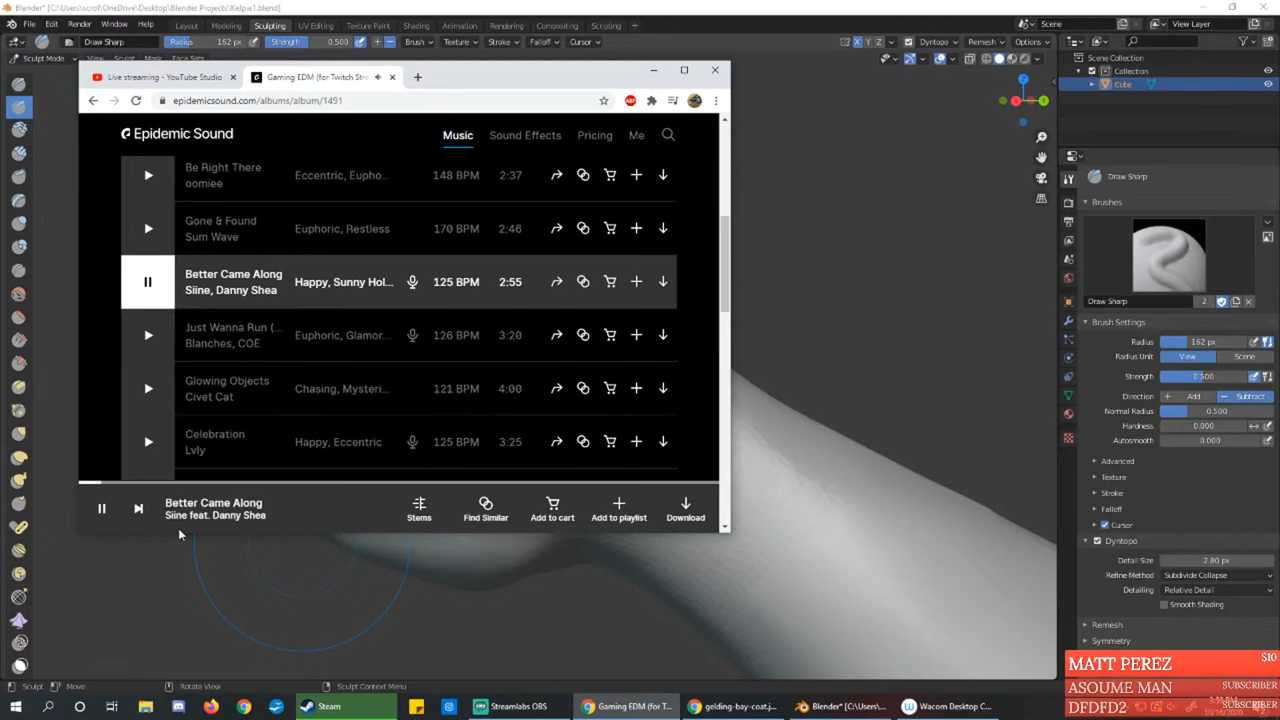 Blender* [C:\Users\scrol\OneDrive\Desktop\Blender Projects\Kelpie1.blend]
File Edit Render Window Help Layout Modeling Sculpting UV Editing Texture Paint Shading Animation Rendering Compositing Scripting Scene View Layer
Draw Sharp Radius 162 px Strength 0.500 Brush Texture Stroke Falloff Cursor X Y Z Dyntopo Remesh Options
Sculpt Mode View Sculpt Mask Face Sets
Scene Collection
Collection
Cube
Live streaming - YouTube Studio
Gaming EDM (for Twitch Stre
epidemicsound.com/albums/album/1491
Epidemic Sound Music Sound Effects Pricing Me
Be Right There
oomiee
Eccentric, Eupho... 148 BPM 2:37
Gone & Found
Sum Wave
Euphoric, Restless 170 BPM 2:46
Better Came Along
Siine, Danny Shea
Happy, Sunny Hol... 125 BPM 2:55
Just Wanna Run (...
Blanches, COE
Euphoric, Glamor... 126 BPM 3:20
Glowing Objects
Civet Cat
Chasing, Mysteri... 121 BPM 4:00
Celebration
Lvly
Happy, Eccentric 125 BPM 3:25
Better Came Along
Siine feat. Danny Shea
Stems Find Similar Add to cart Add to playlist Download
Draw Sharp
Brushes
Draw Sharp 2
Brush Settings
Radius 162 px
Radius Unit View Scene
Strength 0.500
Direction Add Subtract
Normal Radius 0.500
Hardness 0.000
Autosmooth 0.000
Advanced
Texture
Stroke
Falloff
Cursor
Dyntopo
Detail Size 2.80 px
Refine Method Subdivide Collapse
Detailing Relative Detail
Smooth Shading
Remesh
Symmetry
MATT PEREZ $10
ASOUME MAN SUBSCRIBER
DFDFD2 SUBSCRIBER
10/16/2020
Sculpt Move Rotate View Sculpt Context Menu
Steam Streamlabs OBS Gaming EDM (for T... gelding-bay-coat.j... Blender* [C:\Users\... Wacom Desktop C...